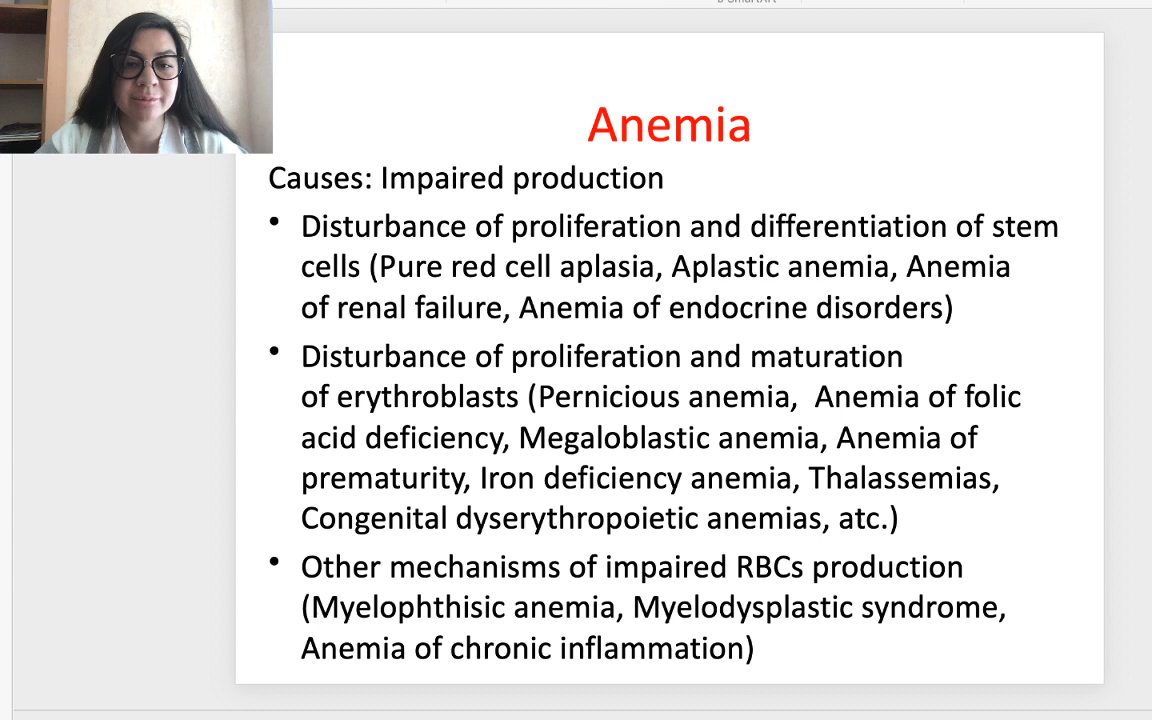 Anemia
Causes: Impaired production
• Disturbance of proliferation and differentiation of stem
cells (Pure red cell aplasia, Aplastic anemia, Anemia
of renal failure, Anemia of endocrine disorders)
• Disturbance of proliferation and maturation
of erythroblasts (Pernicious anemia,  Anemia of folic
acid deficiency, Megaloblastic anemia, Anemia of
prematurity, Iron deficiency anemia, Thalassemias,
Congenital dyserythropoietic anemias, atc.)
• Other mechanisms of impaired RBCs production
(Myelophthisic anemia, Myelodysplastic syndrome,
Anemia of chronic inflammation)